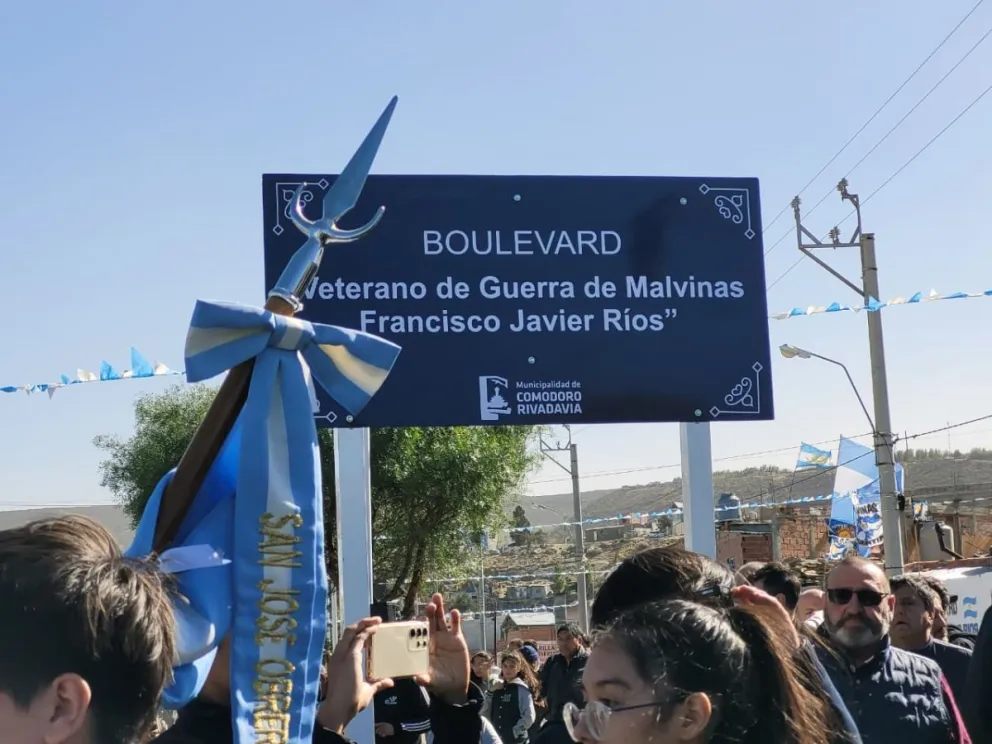 BOULEVARD
Veterano de Guerra de Malvinas
Francisco Javier Ríos”
Municipalidad de
COMODORO
RIVADAVIA
SAN JOSE OBRER